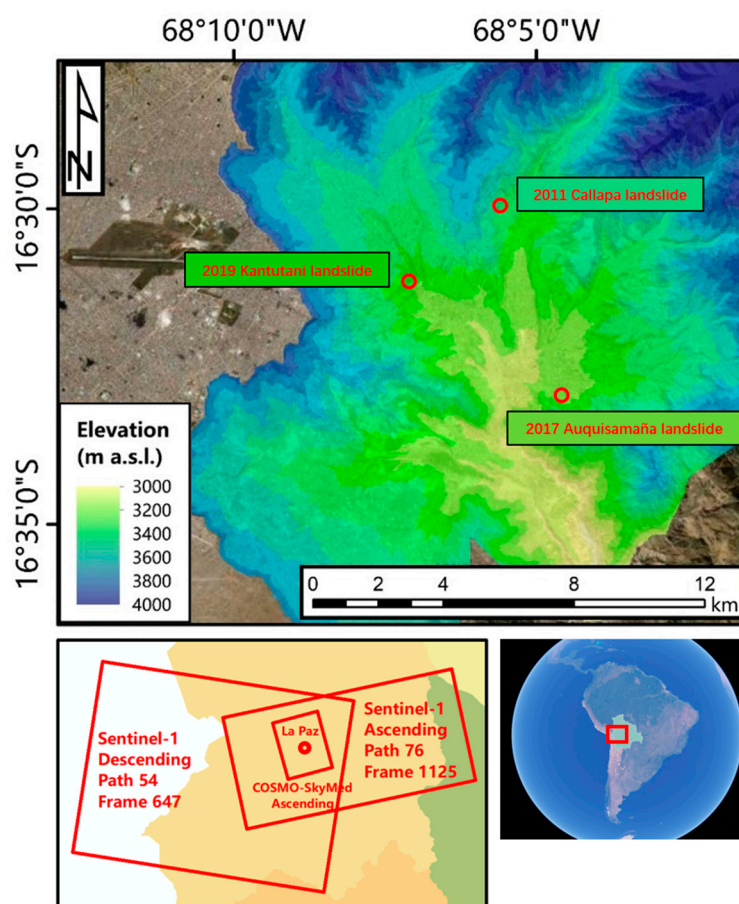 68°10'0"W 68°5'0"W
N
16°30'0"S
2011 Callapa landslide
2019 Kantutani landslide
2017 Auquisamaña landslide
Elevation
(m a.s.l.)
3000
3200
3400
3600
3800
4000
16°35'0"S
0 2 4 8 12
km
Sentinel-1
Descending
Path 54
Frame 647
La Paz
COSMO-SkyMed
Ascending
Sentinel-1
Ascending
Path 76
Frame 1125